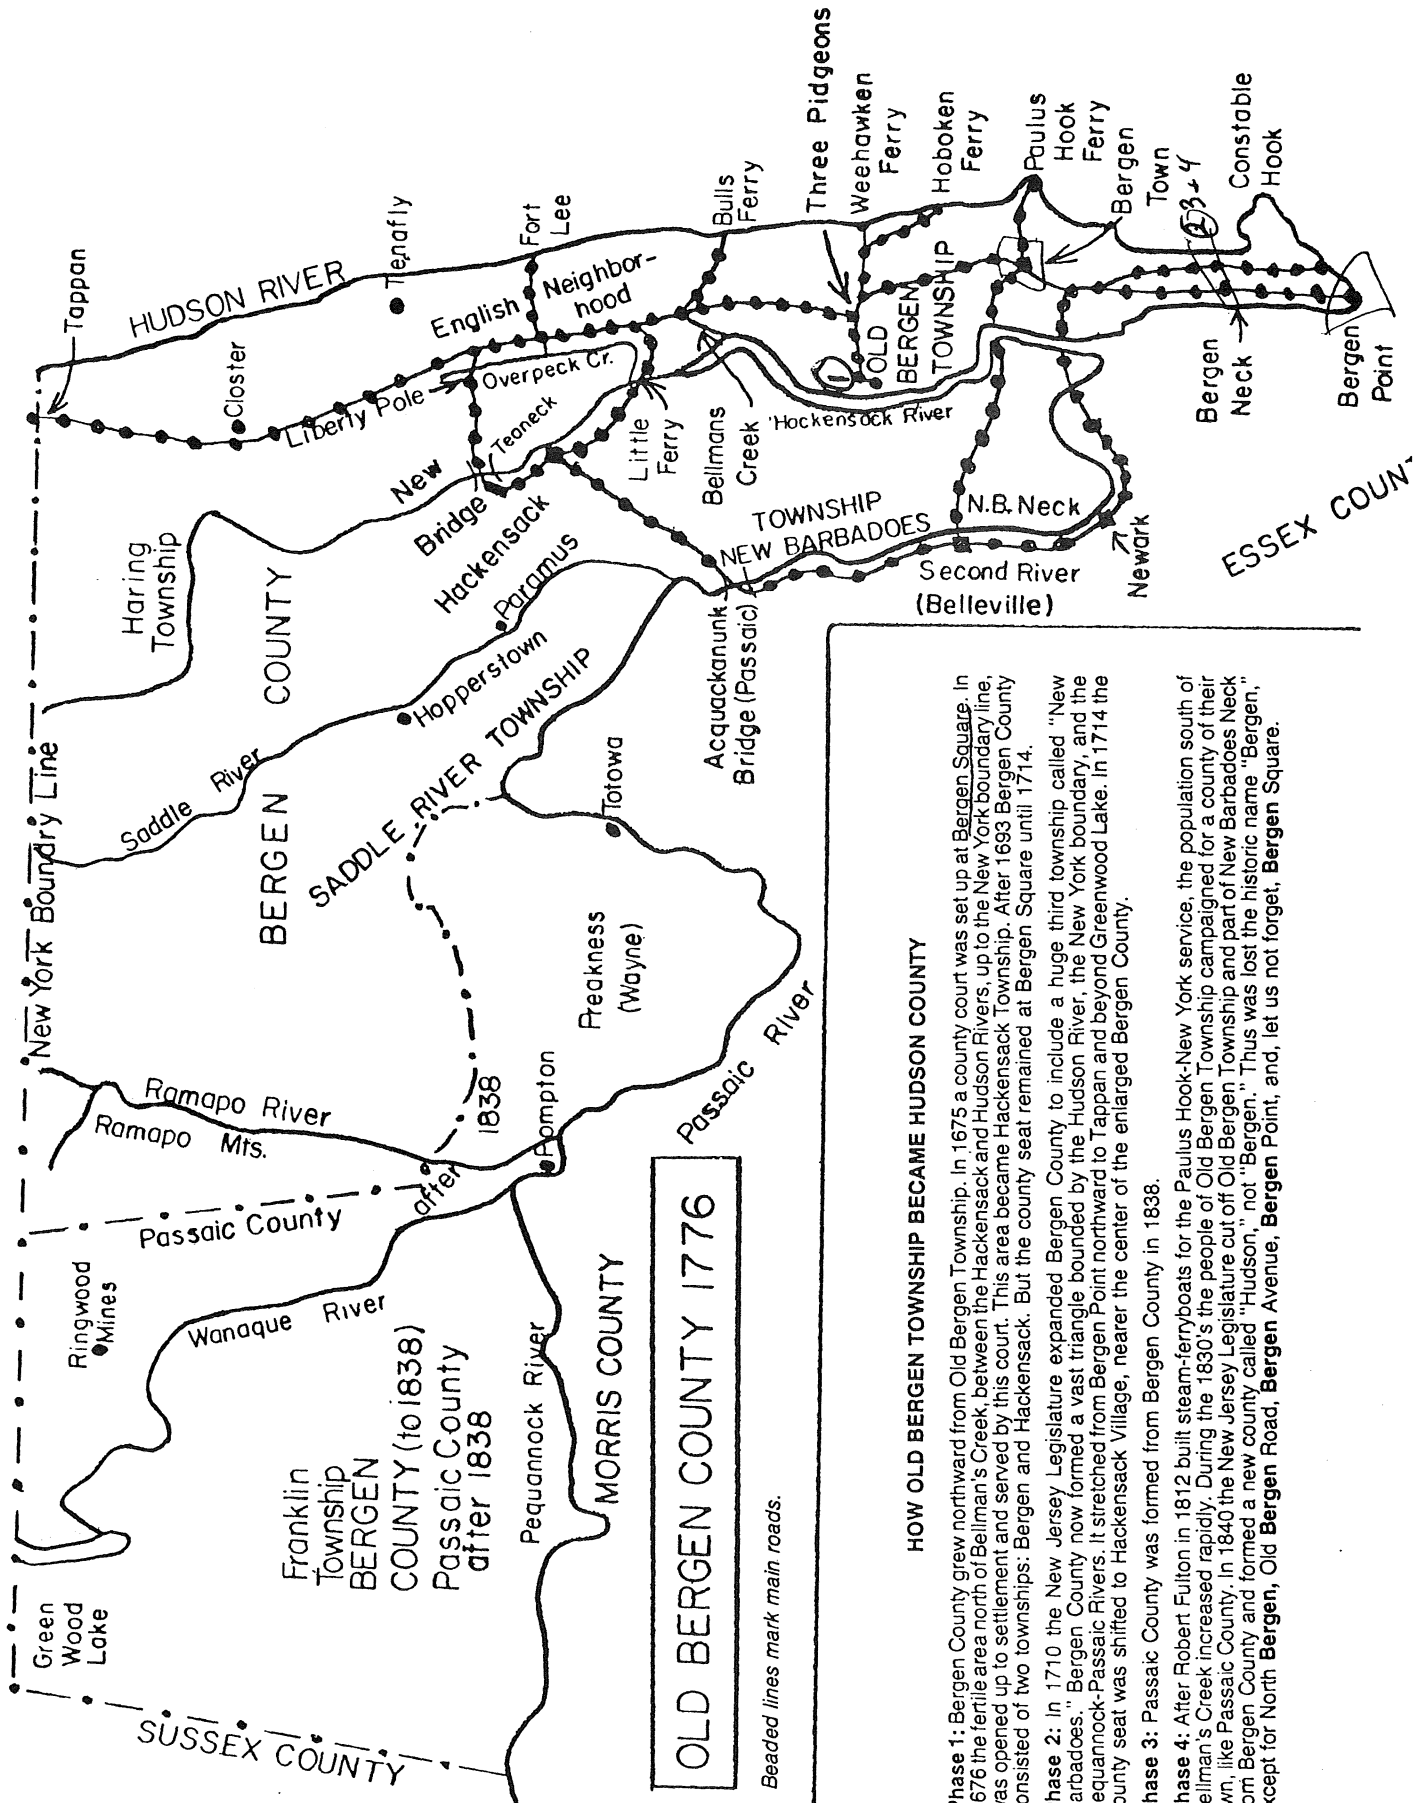 New York Boundry Line
Tappan
HUDSON RIVER
Closter
Tienafly
Haring
Township
BERGEN COUNTY
Saddle River
Ramapo River
Ramapo Mts.
Passaic County
after 1838
Ringwood
Mines
Green
Wood
Lake
SUSSEX COUNTY
Wanaque River
Franklin
Township
BERGEN
COUNTY (to 1838)
Passaic County
after 1838
Pequannock River
MORRIS COUNTY
Pompton
Preakness
(Wayne)
Totowa
Passaic River
SADDLE RIVER TOWNSHIP
Hopperstown
Paramus
Hackensack
New
Bridge
Liberty Pole
Teaneck
Overpeck Cr.
English
Neighbor-
hood
Fort
Lee
Bulls
Ferry
Little
Ferry
Bellmans
Creek
Three Pidgeons
Weehawken
Ferry
Hoboken
Ferry
Paulus
Hook
Ferry
Bergen
Town
2 3+4
Constable
Hook
1
OLD
BERGEN
TOWNSHIP
Hackensack River
TOWNSHIP
NEW BARBADOES
N.B. Neck
Acquackanunk
Bridge (Passaic)
Second River
(Belleville)
Newark
ESSEX COUNT
Bergen
Neck
Bergen
Point
OLD BERGEN COUNTY 1776
Beaded lines mark main roads.
HOW OLD BERGEN TOWNSHIP BECAME HUDSON COUNTY
hase 1: Bergen County grew northward from Old Bergen Township. In 1675 a county court was set up at Bergen Square. In
676 the fertile area north of Bellman's Creek, between the Hackensack and Hudson Rivers, up to the New York boundary line,
as opened up to settlement and served by this court. This area became Hackensack Township. After 1693 Bergen County
onsisted of two townships: Bergen and Hackensack. But the county seat remained at Bergen Square until 1714.
hase 2: In 1710 the New Jersey Legislature expanded Bergen County to include a huge third township called "New
arbadoes." Bergen County now formed a vast triangle bounded by the Hudson River, the New York boundary, and the
equannock-Passaic Rivers. It stretched from Bergen Point northward to Tappan and beyond Greenwood Lake. In 1714 the
ounty seat was shifted to Hackensack Village, nearer the center of the enlarged Bergen County.
hase 3: Passaic County was formed from Bergen County in 1838.
hase 4: After Robert Fulton in 1812 built steam-ferryboats for the Paulus Hook-New York service, the population south of
ellman's Creek increased rapidly. During the 1830's the people of Old Bergen Township campaigned for a county of their
wn, like Passaic County. In 1840 the New Jersey Legislature cut off Old Bergen Township and part of New Barbadoes Neck
om Bergen County and formed a new county called "Hudson," not "Bergen." Thus was lost the historic name "Bergen,"
xcept for North Bergen, Old Bergen Road, Bergen Avenue, Bergen Point, and, let us not forget, Bergen Square.